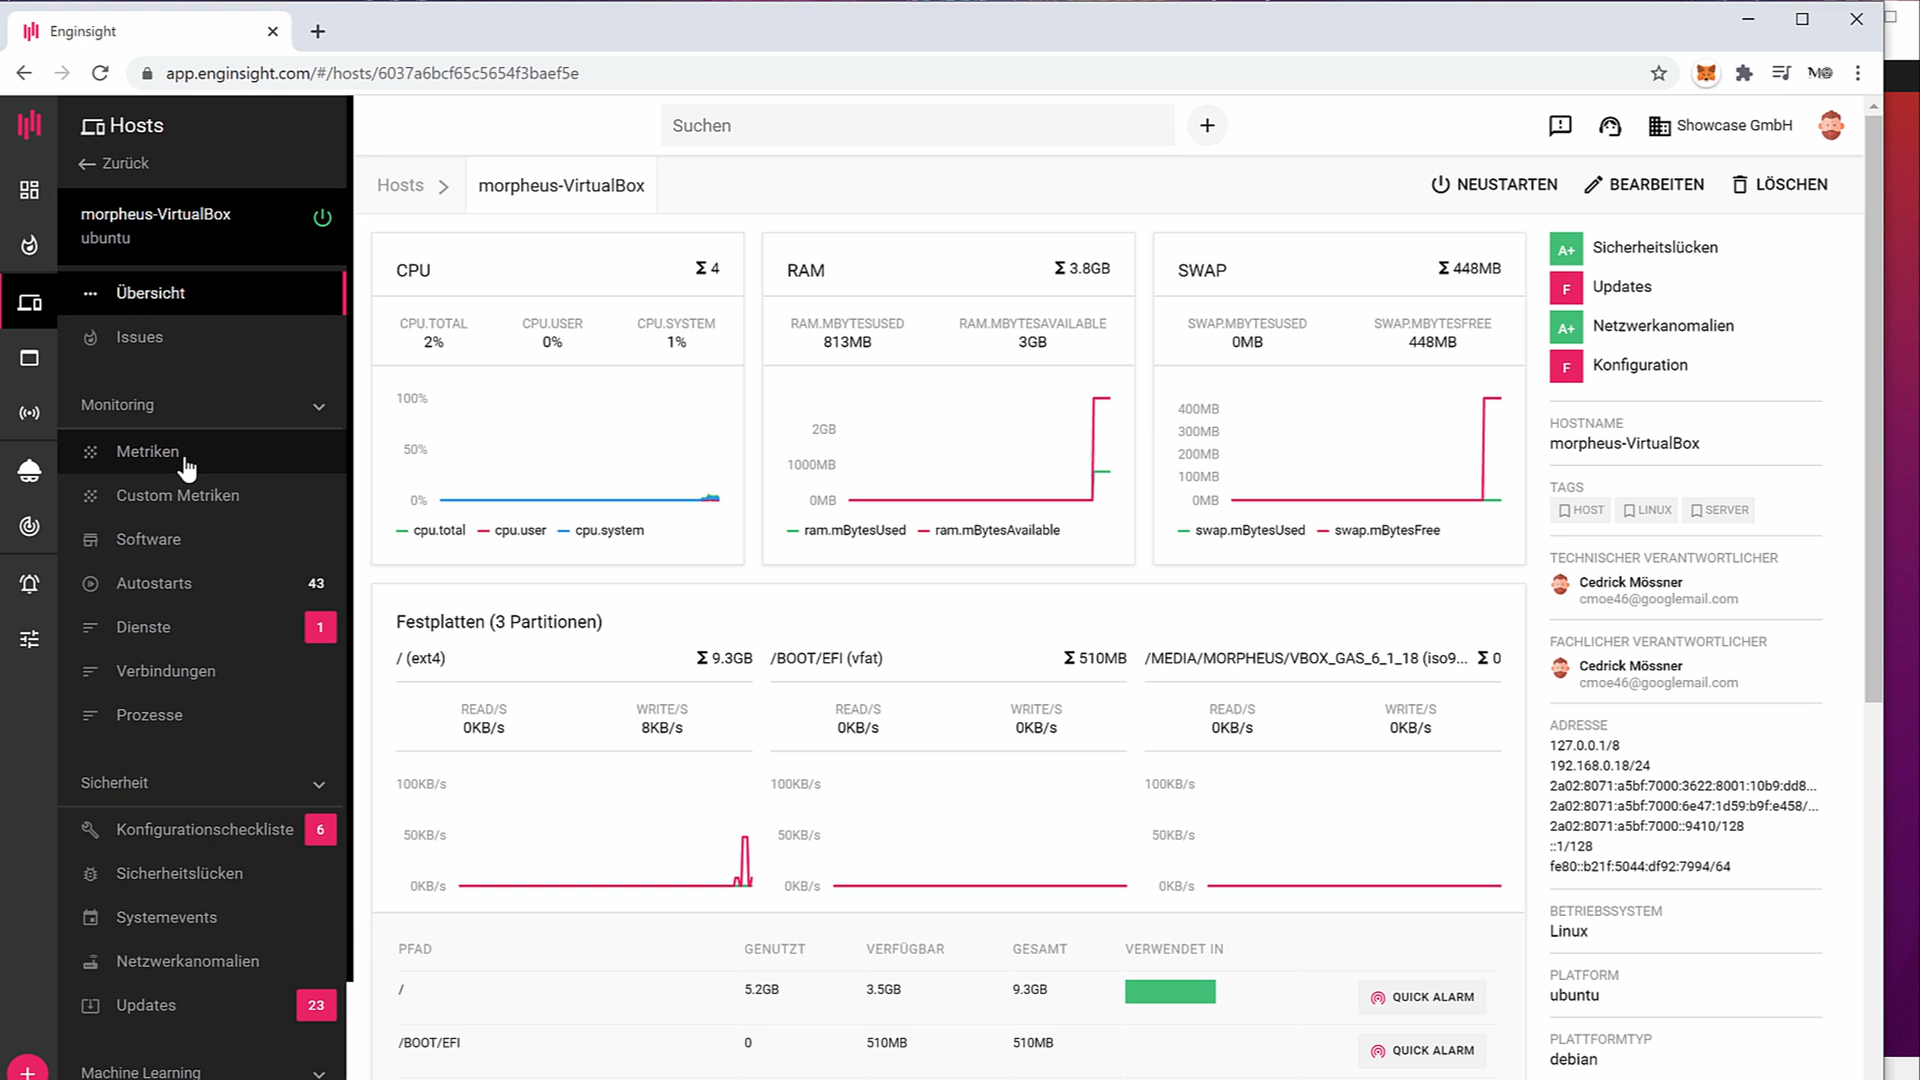 Enginsight
app.enginsight.com/#/hosts/6037a6bcf65c5654f3baef5e
Hosts
Zurück
morpheus-VirtualBox
ubuntu
Übersicht
Issues
Monitoring
Metriken
Custom Metriken
Software
Autostarts 43
Dienste 1
Verbindungen
Prozesse
Sicherheit
Konfigurationscheckliste 6
Sicherheitslücken
Systemevents
Netzwerkanomalien
Updates 23
Machine Learning
Suchen
Showcase GmbH
Hosts
morpheus-VirtualBox
NEUSTARTEN
BEARBEITEN
LÖSCHEN
CPU Σ 4
CPU.TOTAL CPU.USER CPU.SYSTEM
2% 0% 1%
100%
50%
0%
cpu.total cpu.user cpu.system
RAM Σ 3.8GB
RAM.MBYTESUSED RAM.MBYTESAVAILABLE
813MB 3GB
2GB
1000MB
0MB
ram.mBytesUsed ram.mBytesAvailable
SWAP Σ 448MB
SWAP.MBYTESUSED SWAP.MBYTESFREE
0MB 448MB
400MB
300MB
200MB
100MB
0MB
swap.mBytesUsed swap.mBytesFree
Festplatten (3 Partitionen)
/ (ext4) Σ 9.3GB
READ/S WRITE/S
0KB/s 8KB/s
100KB/s
50KB/s
0KB/s
/BOOT/EFI (vfat) Σ 510MB
READ/S WRITE/S
0KB/s 0KB/s
100KB/s
50KB/s
0KB/s
/MEDIA/MORPHEUS/VBOX_GAS_6_1_18 (iso9... Σ 0
READ/S WRITE/S
0KB/s 0KB/s
100KB/s
50KB/s
0KB/s
PFAD GENUTZT VERFÜGBAR GESAMT VERWENDET IN
/ 5.2GB 3.5GB 9.3GB QUICK ALARM
/BOOT/EFI 0 510MB 510MB QUICK ALARM
A+ Sicherheitslücken
F Updates
A+ Netzwerkanomalien
F Konfiguration
HOSTNAME
morpheus-VirtualBox
TAGS
HOST LINUX SERVER
TECHNISCHER VERANTWORTLICHER
Cedrick Mössner
cmoe46@googlemail.com
FACHLICHER VERANTWORTLICHER
Cedrick Mössner
cmoe46@googlemail.com
ADRESSE
127.0.0.1/8
192.168.0.18/24
2a02:8071:a5bf:7000:3622:8001:10b9:dd8...
2a02:8071:a5bf:7000:6e47:1d59:b9f:e458/...
2a02:8071:a5bf:7000::9410/128
::1/128
fe80::b21f:5044:df92:7994/64
BETRIEBSSYSTEM
Linux
PLATFORM
ubuntu
PLATTFORMTYP
debian